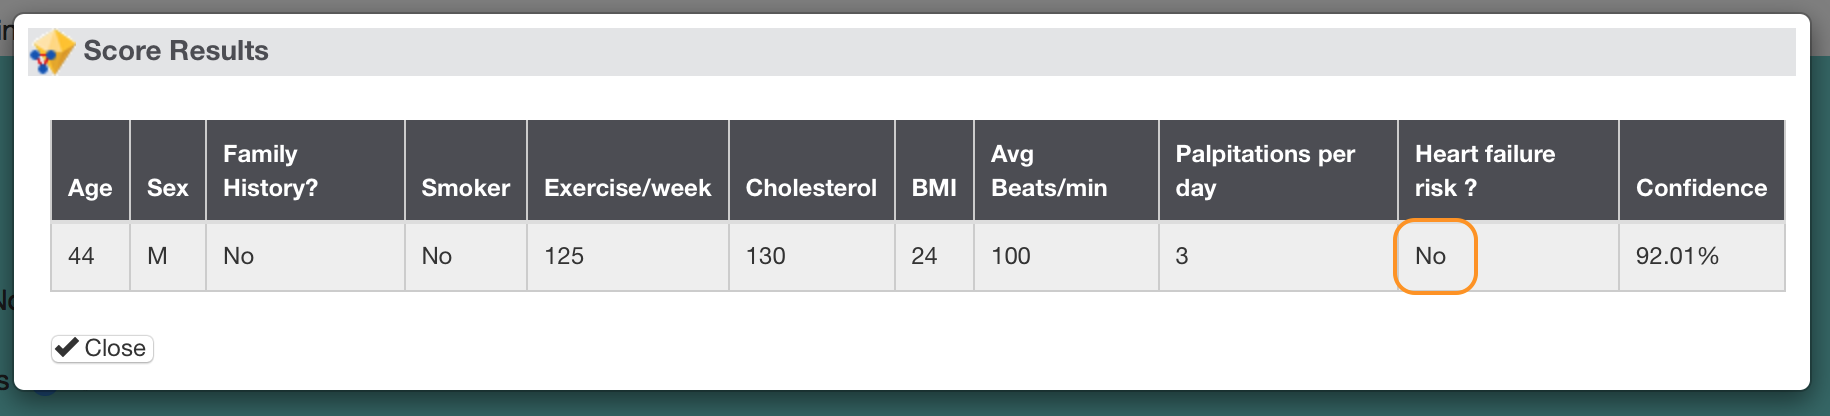 in
Score Results
Age Sex Family History? Smoker Exercise/week Cholesterol BMI Avg Beats/min Palpitations per day Heart failure risk ? Confidence
44 M No No 125 130 24 100 3 No 92.01%
Close